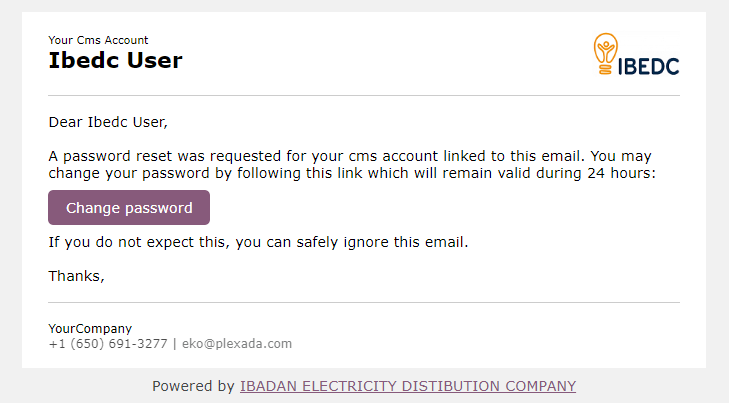 Your Cms Account
Ibedc User
IBEDC
Dear Ibedc User,
A password reset was requested for your cms account linked to this email. You may
change your password by following this link which will remain valid during 24 hours:
Change password
If you do not expect this, you can safely ignore this email.
Thanks,
YourCompany
+1 (650) 691-3277 | eko@plexada.com
Powered by IBADAN ELECTRICITY DISTIBUTION COMPANY